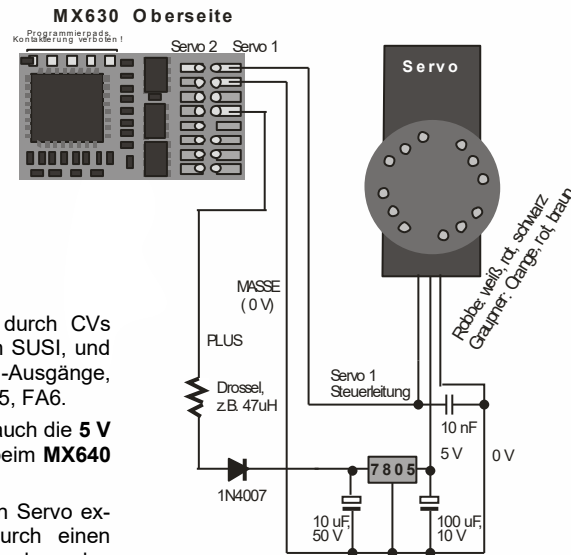 MX630 Oberseite
Programmierpads,
Kontaktierung verboten !
Servo 2 Servo 1
Servo
Robbe: weiß, rot, schwarz
Graupner: Orange, rot, braun
MASSE
( 0 V)
PLUS
Drossel,
z.B. 47uH
Servo 1
Steuerleitung
10 nF
5 V
0 V
7805
1N4007
10 uF,
50 V
100 uF,
10 V
durch CVs
n SUSI, und
-Ausgänge,
5, FA6.
auch die 5 V
beim MX640
n Servo ex-
urch einen